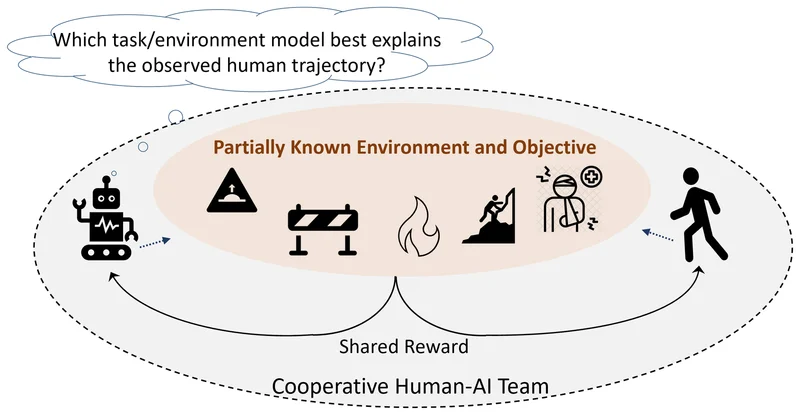 Which task/environment model best explains
the observed human trajectory?
Partially Known Environment and Objective
Shared Reward
Cooperative Human-AI Team